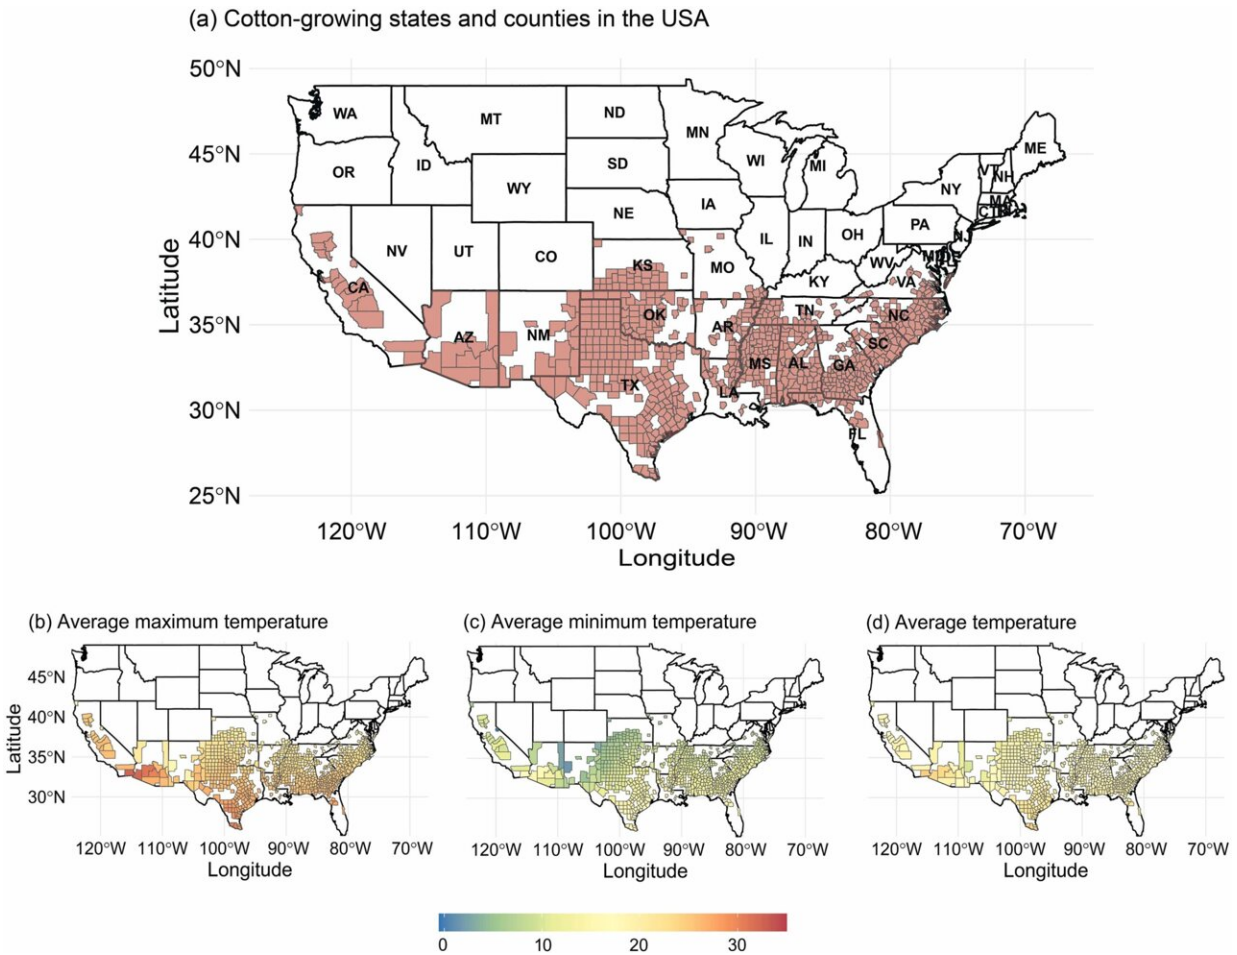 (a) Cotton-growing states and counties in the USA
50°N
45°N
40°N
35°N
30°N
25°N
Latitude
WA
MT
ND
MN
ME
OR
ID
SD
WI
MI
VT
NH
WY
NY
MA
IA
CT
NE
PA
NV
UT
CO
IL
IN
OH
NJ
KS
MO
WV
VA
KY
CA
TN
AZ
NM
OK
AR
NC
SC
TX
MS
AL
GA
LA
FL
120°W 110°W 100°W 90°W 80°W 70°W
Longitude
(b) Average maximum temperature
(c) Average minimum temperature
(d) Average temperature
45°N
40°N
35°N
30°N
Latitude
120°W 110°W 100°W 90°W 80°W 70°W
120°W 110°W 100°W 90°W 80°W 70°W
120°W 110°W 100°W 90°W 80°W 70°W
Longitude
Longitude
Longitude
0 10 20 30